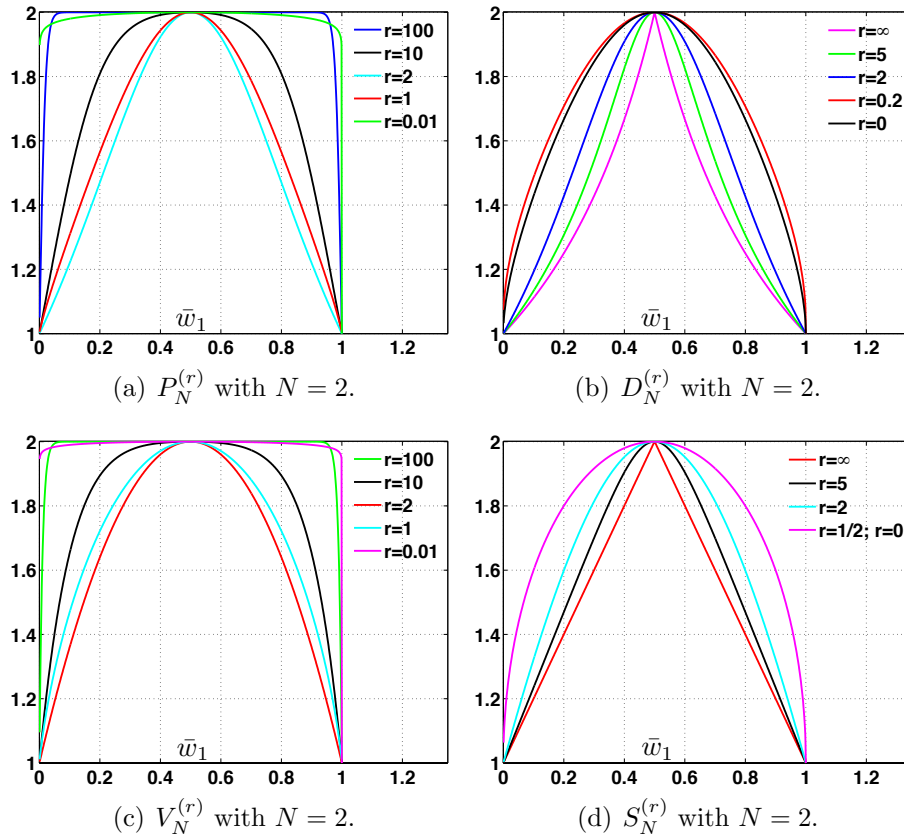 2
1.8
1.6
1.4
1.2
1
0 0.2 0.4 0.6 0.8 1 1.2
r=100
r=10
r=2
r=1
r=0.01
w̄₁
(a) P_N^{(r)} with N = 2.
2
1.8
1.6
1.4
1.2
1
0 0.2 0.4 0.6 0.8 1 1.2
r=∞
r=5
r=2
r=0.2
r=0
w̄₁
(b) D_N^{(r)} with N = 2.
2
1.8
1.6
1.4
1.2
1
0 0.2 0.4 0.6 0.8 1 1.2
r=100
r=10
r=2
r=1
r=0.01
w̄₁
(c) V_N^{(r)} with N = 2.
2
1.8
1.6
1.4
1.2
1
0 0.2 0.4 0.6 0.8 1 1.2
r=∞
r=5
r=2
r=1/2; r=0
w̄₁
(d) S_N^{(r)} with N = 2.